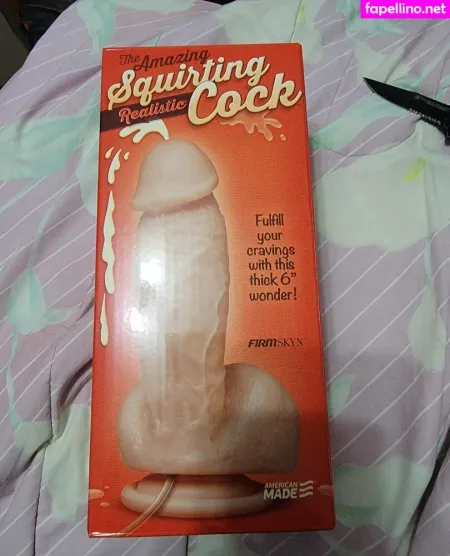 fapellino.net
The Amazing
Squirting
Realistic
Cock
Fulfill
your
cravings
with this
thick 6"
wonder!
FIRMSKYN
AMERICAN
MADE